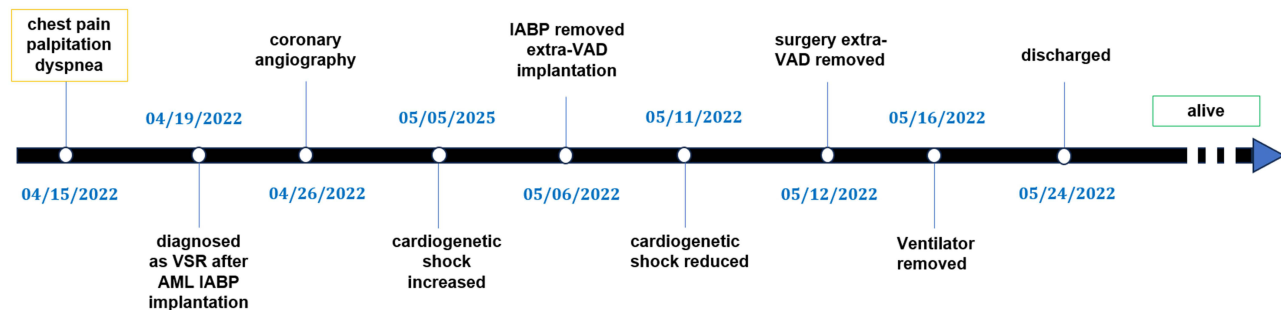 chest pain
palpitation
dyspnea
04/15/2022
04/19/2022
diagnosed
as VSR after
AML IABP
implantation
coronary
angiography
04/26/2022
05/05/2025
cardiogenetic
shock
increased
IABP removed
extra-VAD
implantation
05/06/2022
05/11/2022
cardiogenetic
shock reduced
surgery extra-
VAD removed
05/12/2022
05/16/2022
Ventilator
removed
discharged
05/24/2022
alive